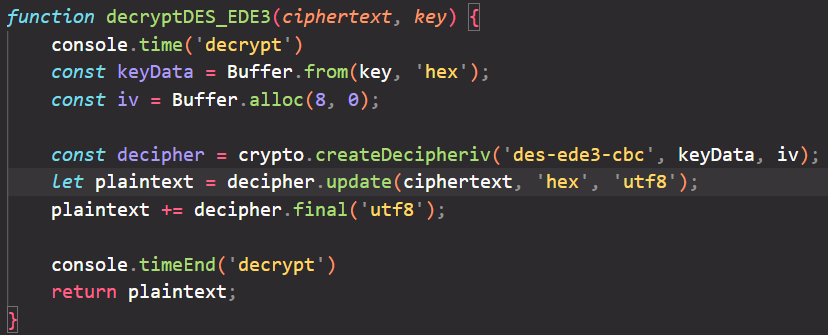 function decryptDES_EDE3(ciphertext, key) {
    console.time('decrypt')
    const keyData = Buffer.from(key, 'hex');
    const iv = Buffer.alloc(8, 0);

    const decipher = crypto.createDecipheriv('des-ede3-cbc', keyData, iv);
    let plaintext = decipher.update(ciphertext, 'hex', 'utf8');
    plaintext += decipher.final('utf8');

    console.timeEnd('decrypt')
    return plaintext;
}